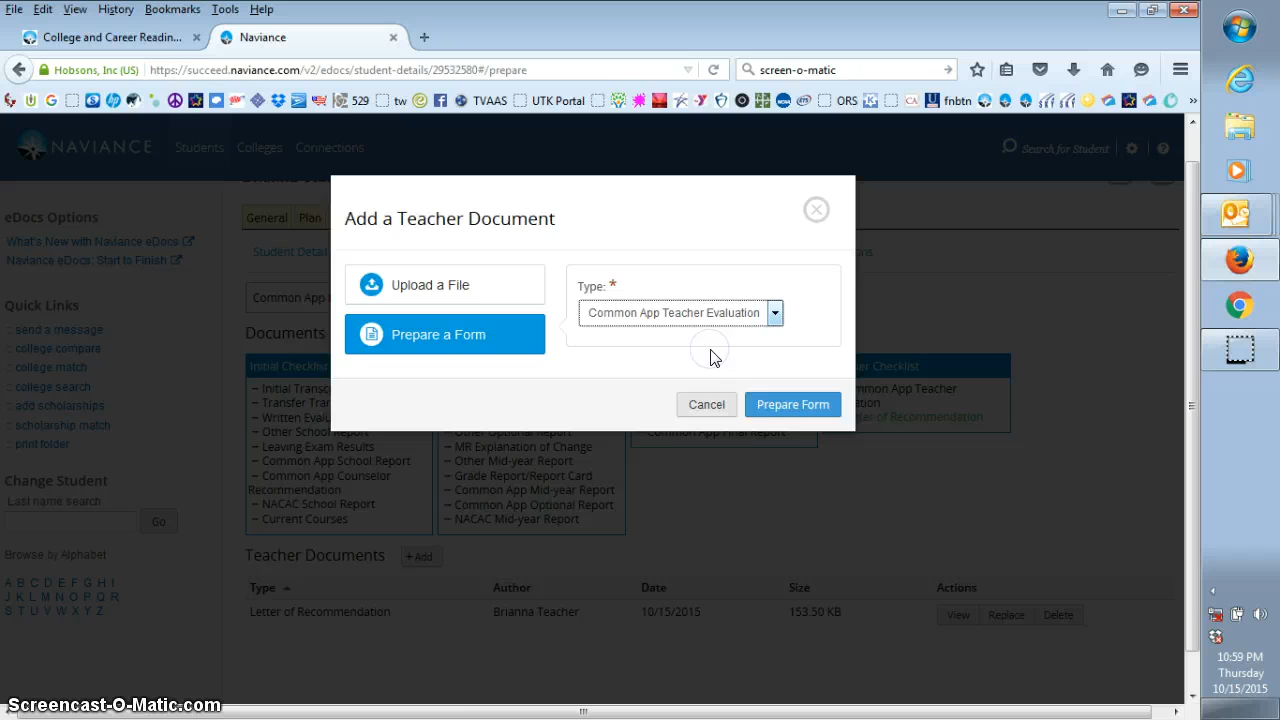 File Edit View History Bookmarks Tools Help
College and Career Readin... × Naviance × +
Hobsons, Inc (US) https://succeed.naviance.com/v2/edocs/student-details/29532580#/prepare screen-o-matic
529 tw TVAAS UTK Portal ORS CA fnbtn »
NAVIANCE Students Colleges Connections Search for Student
General Plan
Student Detail
Common App
Documents
eDocs Options
What's New with Naviance eDocs
Naviance eDocs: Start to Finish
Quick Links
:: send a message
:: college compare
:: college match
:: college search
:: add scholarships
:: scholarship match
:: print folder
Change Student
Last name search
Go
Browse by Alphabet
A B C D E F G H I
J K L M N O P Q R
S T U V W X Y Z
Add a Teacher Document
Upload a File
Prepare a Form
Type: *
Common App Teacher Evaluation
Cancel Prepare Form
Initial Checklist
– Initial Transc
– Transfer Tra
– Written Evalu
– Other School Report
– Leaving Exam Results
– Common App School Report
– Common App Counselor
Recommendation
– NACAC School Report
– Current Courses
– Other Optional Report
– MR Explanation of Change
– Other Mid-year Report
– Grade Report/Report Card
– Common App Mid-year Report
– Common App Optional Report
– NACAC Mid-year Report
– Common App Final Report
er Checklist
mmon App Teacher
ation
ter of Recommendation
Teacher Documents +Add
Type Author Date Size Actions
Letter of Recommendation Brianna Teacher 10/15/2015 153.50 KB View Replace Delete
10:59 PM
Thursday
10/15/2015
Screencast-O-Matic.com